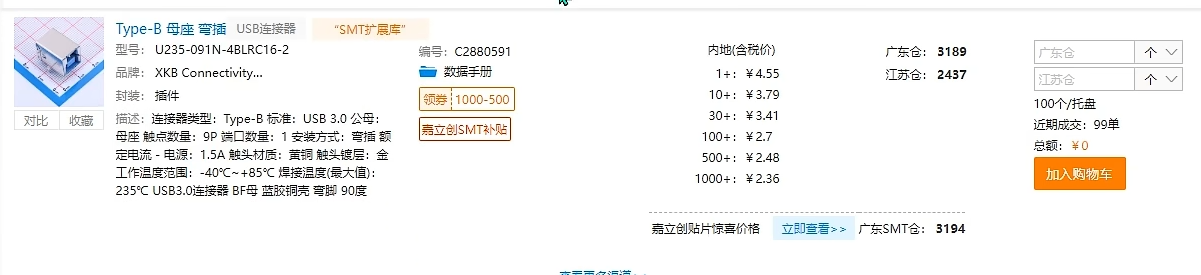 Type-B 母座 弯插 USB连接器 “SMT扩展库”
型号： U235-091N-4BLRC16-2
品牌： XKB Connectivity...
封装： 插件
描述：连接器类型：Type-B 标准：USB 3.0 公母：
母座 触点数量：9P 端口数量：1 安装方式：弯插 额
定电流 - 电源：1.5A 触头材质：黄铜 触头镀层：金
工作温度范围：-40℃~+85℃ 焊接温度(最大值)：
235℃ USB3.0连接器 BF母 蓝胶铜壳 弯脚 90度
对比 收藏
编号： C2880591
数据手册
领券 1000-500
嘉立创SMT补贴
内地(含税价)
1+：￥4.55
10+：￥3.79
30+：￥3.41
100+：￥2.7
500+：￥2.48
1000+：￥2.36
嘉立创贴片惊喜价格 立即查看>>
广东仓： 3189
江苏仓： 2437
广东SMT仓： 3194
广东仓 个
江苏仓 个
100个/托盘
近期成交：99单
总额：￥0
加入购物车